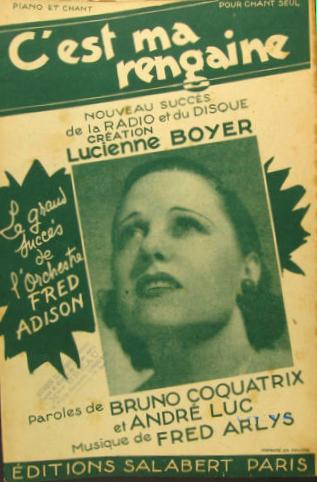 PIANO ET CHANT
POUR CHANT SEUL
C'est ma
rengaine
NOUVEAU SUCCÈS
de la RADIO et du DISQUE
CRÉATION
Lucienne BOYER
Le grand
succès
de
l'Orchestre
FRED
ADISON
Paroles de BRUNO COQUATRIX
et ANDRÉ LUC
Musique de FRED ARLYS
ÉDITIONS SALABERT PARIS